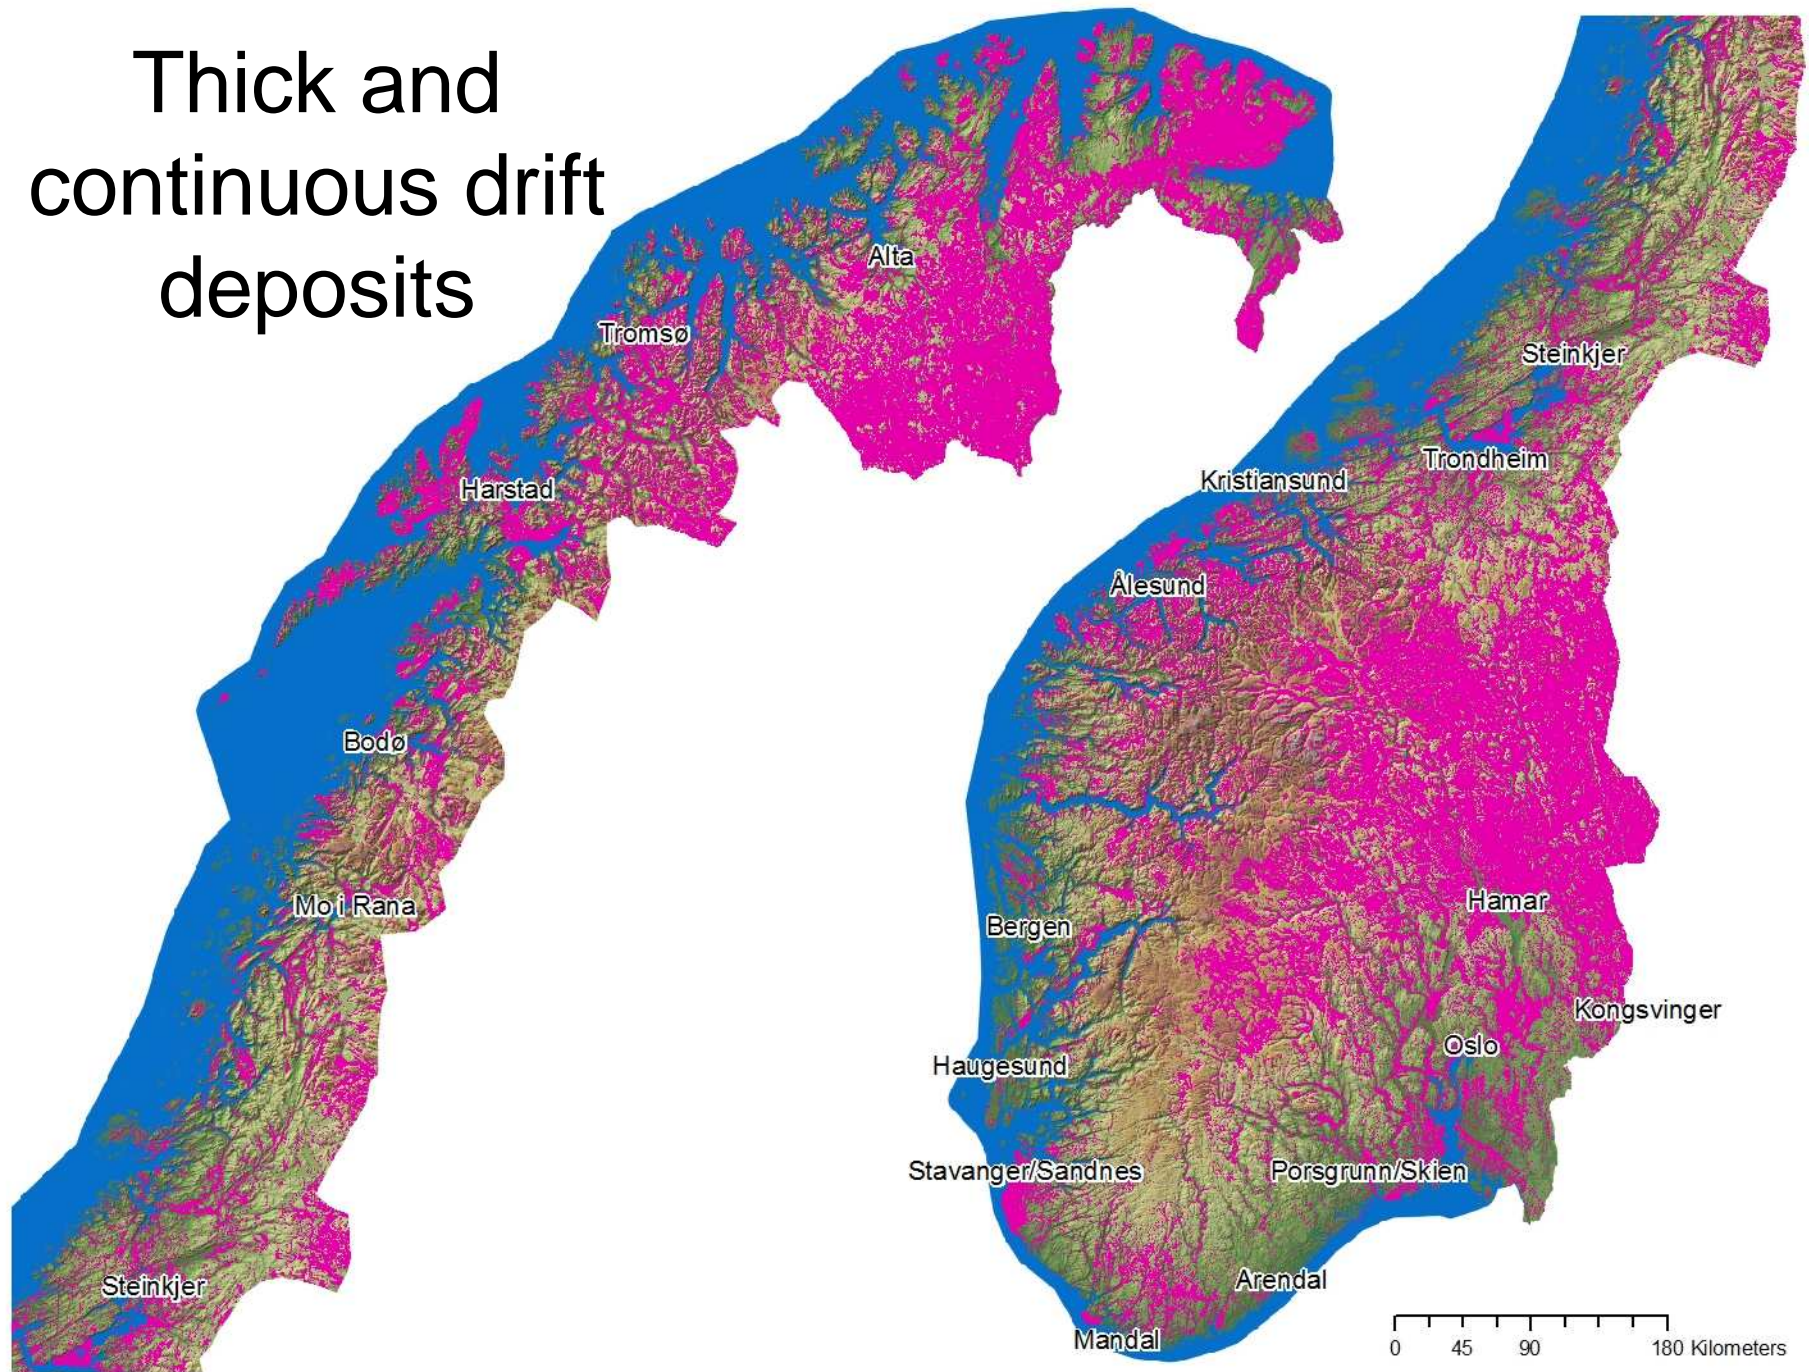 Thick and
continuous drift
deposits
Alta
Tromsø
Harstad
Bodø
Mo i Rana
Steinkjer
Steinkjer
Trondheim
Kristiansund
Ålesund
Hamar
Bergen
Kongsvinger
Oslo
Haugesund
Stavanger/Sandnes
Porsgrunn/Skien
Arendal
Mandal
0 45 90 180 Kilometers